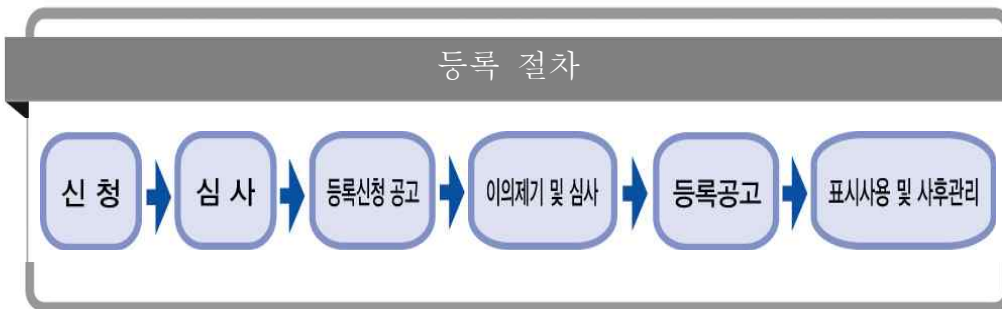 등록 절차
신 청
심 사
등록신청 공고
이의제기 및 심사
등록공고
표시사용 및 사후관리